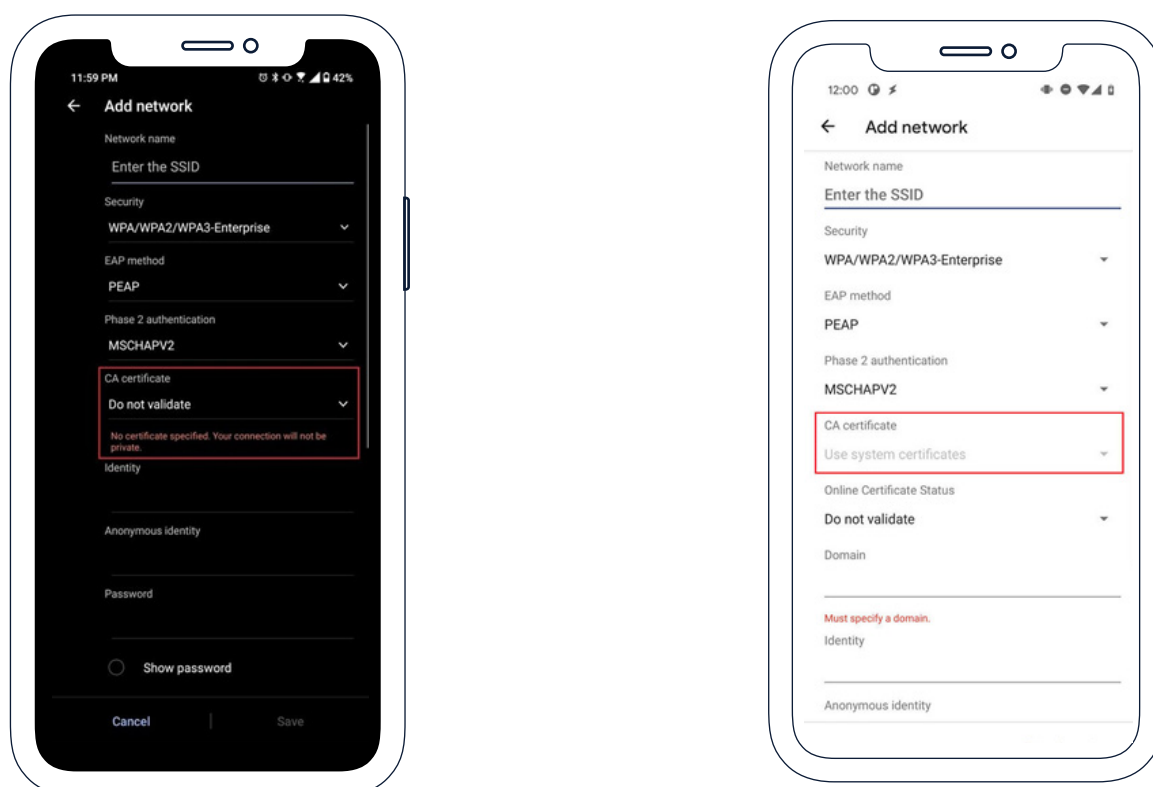 11:59 PM
42%
Add network
Network name
Enter the SSID
Security
WPA/WPA2/WPA3-Enterprise
EAP method
PEAP
Phase 2 authentication
MSCHAPV2
CA certificate
Do not validate
No certificate specified. Your connection will not be
private.
Identity
Anonymous identity
Password
Show password
Cancel
Save
12:00
Add network
Network name
Enter the SSID
Security
WPA/WPA2/WPA3-Enterprise
EAP method
PEAP
Phase 2 authentication
MSCHAPV2
CA certificate
Use system certificates
Online Certificate Status
Do not validate
Domain
Must specify a domain.
Identity
Anonymous identity